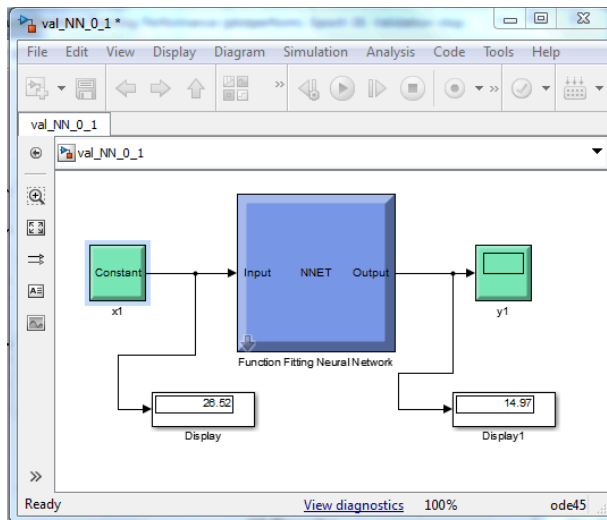 val_NN_0_1 *
File Edit View Display Diagram Simulation Analysis Code Tools Help
val_NN_0_1
val_NN_0_1
Constant
x1
Input NNET Output
Function Fitting Neural Network
y1
26.52
Display
14.97
Display1
Ready View diagnostics 100% ode45